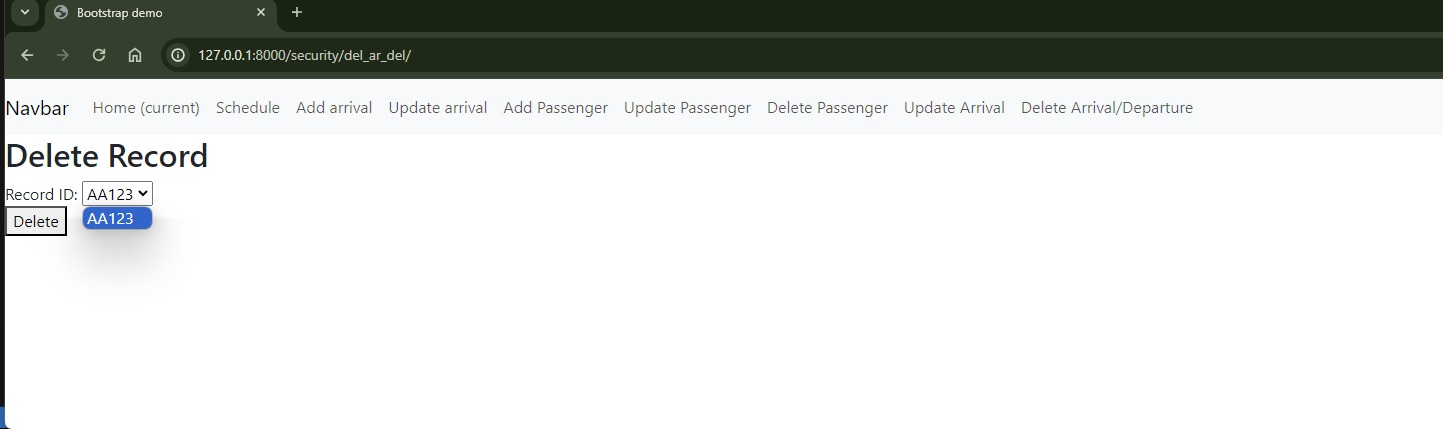 Bootstrap demo
127.0.0.1:8000/security/del_ar_del/
Navbar Home (current) Schedule Add arrival Update arrival Add Passenger Update Passenger Delete Passenger Update Arrival Delete Arrival/Departure
Delete Record
Record ID: AA123
Delete AA123